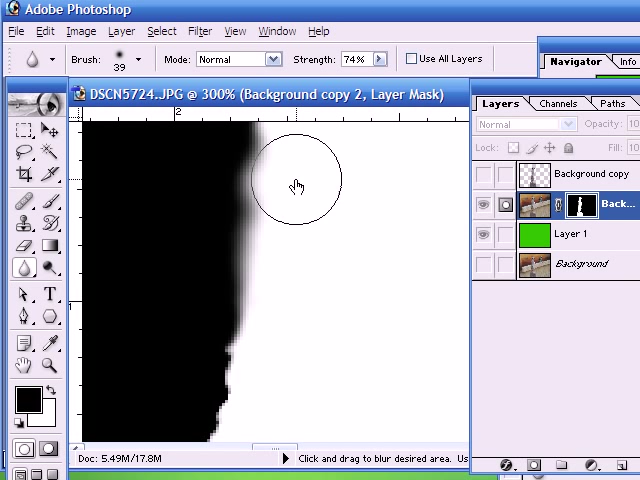 Adobe Photoshop
File Edit Image Layer Select Filter View Window Help
Brush: 39 Mode: Normal Strength: 74% Use All Layers
Navigator Info
DSCN5724.JPG @ 300% (Background copy 2, Layer Mask)
Layers Channels Paths
2
Normal Opacity: 10
Lock: Fill: 10
Background copy
Back...
Layer 1
Background
1
T
Doc: 5.49M/17.8M Click and drag to blur desired area. Us